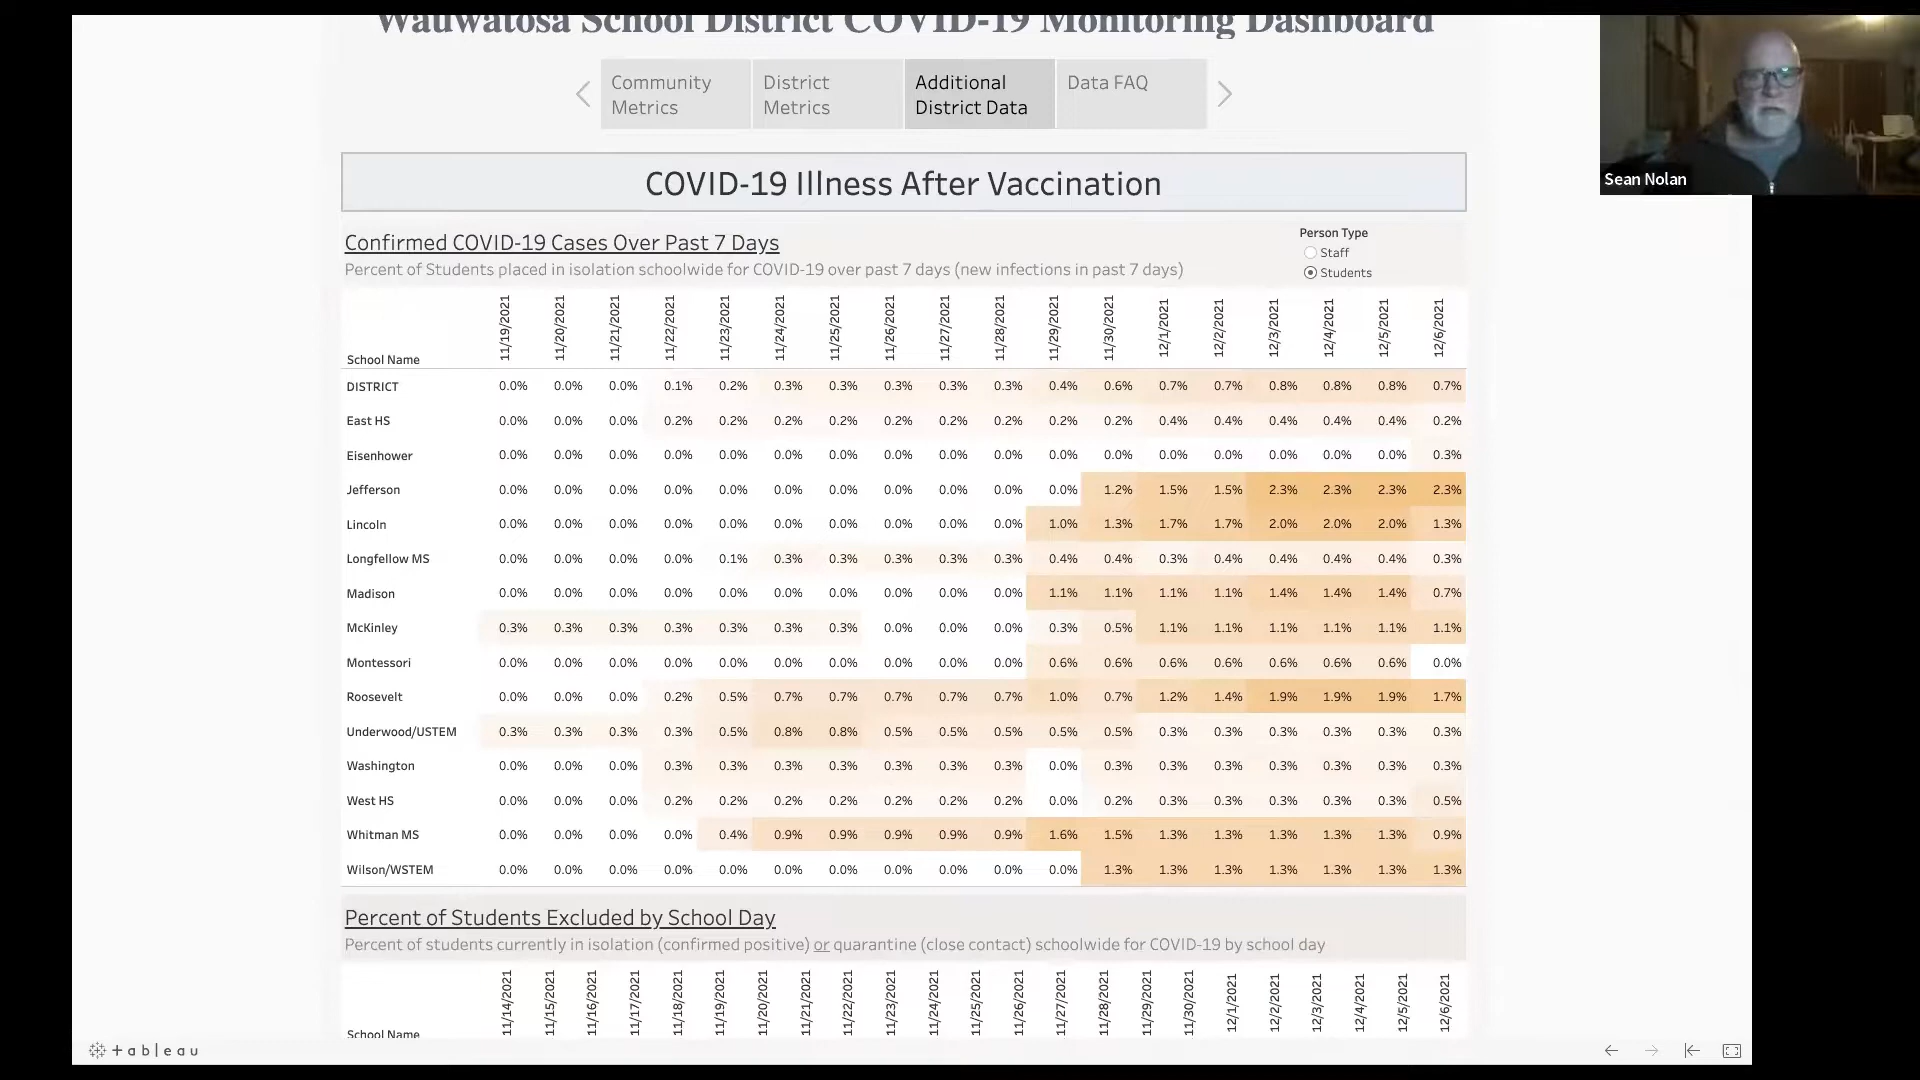 Wauwatosa School District COVID-19 Monitoring Dashboard
Community Metrics
District Metrics
Additional District Data
Data FAQ
Sean Nolan
COVID-19 Illness After Vaccination
Confirmed COVID-19 Cases Over Past 7 Days
Percent of Students placed in isolation schoolwide for COVID-19 over past 7 days (new infections in past 7 days)
Person Type
Staff
Students
School Name 11/19/2021 11/20/2021 11/21/2021 11/22/2021 11/23/2021 11/24/2021 11/25/2021 11/26/2021 11/27/2021 11/28/2021 11/29/2021 11/30/2021 12/1/2021 12/2/2021 12/3/2021 12/4/2021 12/5/2021 12/6/2021
DISTRICT 0.0% 0.0% 0.0% 0.1% 0.2% 0.3% 0.3% 0.3% 0.3% 0.3% 0.4% 0.6% 0.7% 0.7% 0.8% 0.8% 0.8% 0.7%
East HS 0.0% 0.0% 0.0% 0.2% 0.2% 0.2% 0.2% 0.2% 0.2% 0.2% 0.2% 0.2% 0.4% 0.4% 0.4% 0.4% 0.4% 0.2%
Eisenhower 0.0% 0.0% 0.0% 0.0% 0.0% 0.0% 0.0% 0.0% 0.0% 0.0% 0.0% 0.0% 0.0% 0.0% 0.0% 0.0% 0.0% 0.3%
Jefferson 0.0% 0.0% 0.0% 0.0% 0.0% 0.0% 0.0% 0.0% 0.0% 0.0% 0.0% 1.2% 1.5% 1.5% 2.3% 2.3% 2.3% 2.3%
Lincoln 0.0% 0.0% 0.0% 0.0% 0.0% 0.0% 0.0% 0.0% 0.0% 0.0% 1.0% 1.3% 1.7% 1.7% 2.0% 2.0% 2.0% 1.3%
Longfellow MS 0.0% 0.0% 0.0% 0.0% 0.1% 0.3% 0.3% 0.3% 0.3% 0.3% 0.4% 0.4% 0.3% 0.4% 0.4% 0.4% 0.4% 0.3%
Madison 0.0% 0.0% 0.0% 0.0% 0.0% 0.0% 0.0% 0.0% 0.0% 0.0% 1.1% 1.1% 1.1% 1.1% 1.4% 1.4% 1.4% 0.7%
McKinley 0.3% 0.3% 0.3% 0.3% 0.3% 0.3% 0.3% 0.0% 0.0% 0.0% 0.3% 0.5% 1.1% 1.1% 1.1% 1.1% 1.1% 1.1%
Montessori 0.0% 0.0% 0.0% 0.0% 0.0% 0.0% 0.0% 0.0% 0.0% 0.0% 0.6% 0.6% 0.6% 0.6% 0.6% 0.6% 0.6% 0.0%
Roosevelt 0.0% 0.0% 0.0% 0.2% 0.5% 0.7% 0.7% 0.7% 0.7% 0.7% 1.0% 0.7% 1.2% 1.4% 1.9% 1.9% 1.9% 1.7%
Underwood/USTEM 0.3% 0.3% 0.3% 0.3% 0.5% 0.8% 0.8% 0.5% 0.5% 0.5% 0.5% 0.5% 0.3% 0.3% 0.3% 0.3% 0.3% 0.3%
Washington 0.0% 0.0% 0.0% 0.3% 0.3% 0.3% 0.3% 0.3% 0.3% 0.3% 0.0% 0.3% 0.3% 0.3% 0.3% 0.3% 0.3% 0.3%
West HS 0.0% 0.0% 0.0% 0.2% 0.2% 0.2% 0.2% 0.2% 0.2% 0.2% 0.0% 0.2% 0.3% 0.3% 0.3% 0.3% 0.3% 0.5%
Whitman MS 0.0% 0.0% 0.0% 0.0% 0.4% 0.9% 0.9% 0.9% 0.9% 0.9% 1.6% 1.5% 1.3% 1.3% 1.3% 1.3% 1.3% 0.9%
Wilson/WSTEM 0.0% 0.0% 0.0% 0.0% 0.0% 0.0% 0.0% 0.0% 0.0% 0.0% 0.0% 1.3% 1.3% 1.3% 1.3% 1.3% 1.3% 1.3%
Percent of Students Excluded by School Day
Percent of students currently in isolation (confirmed positive) or quarantine (close contact) schoolwide for COVID-19 by school day
School Name 11/14/2021 11/15/2021 11/16/2021 11/17/2021 11/18/2021 11/19/2021 11/20/2021 11/21/2021 11/22/2021 11/23/2021 11/24/2021 11/25/2021 11/26/2021 11/27/2021 11/28/2021 11/29/2021 11/30/2021 12/1/2021 12/2/2021 12/3/2021 12/4/2021 12/5/2021 12/6/2021
+ableau